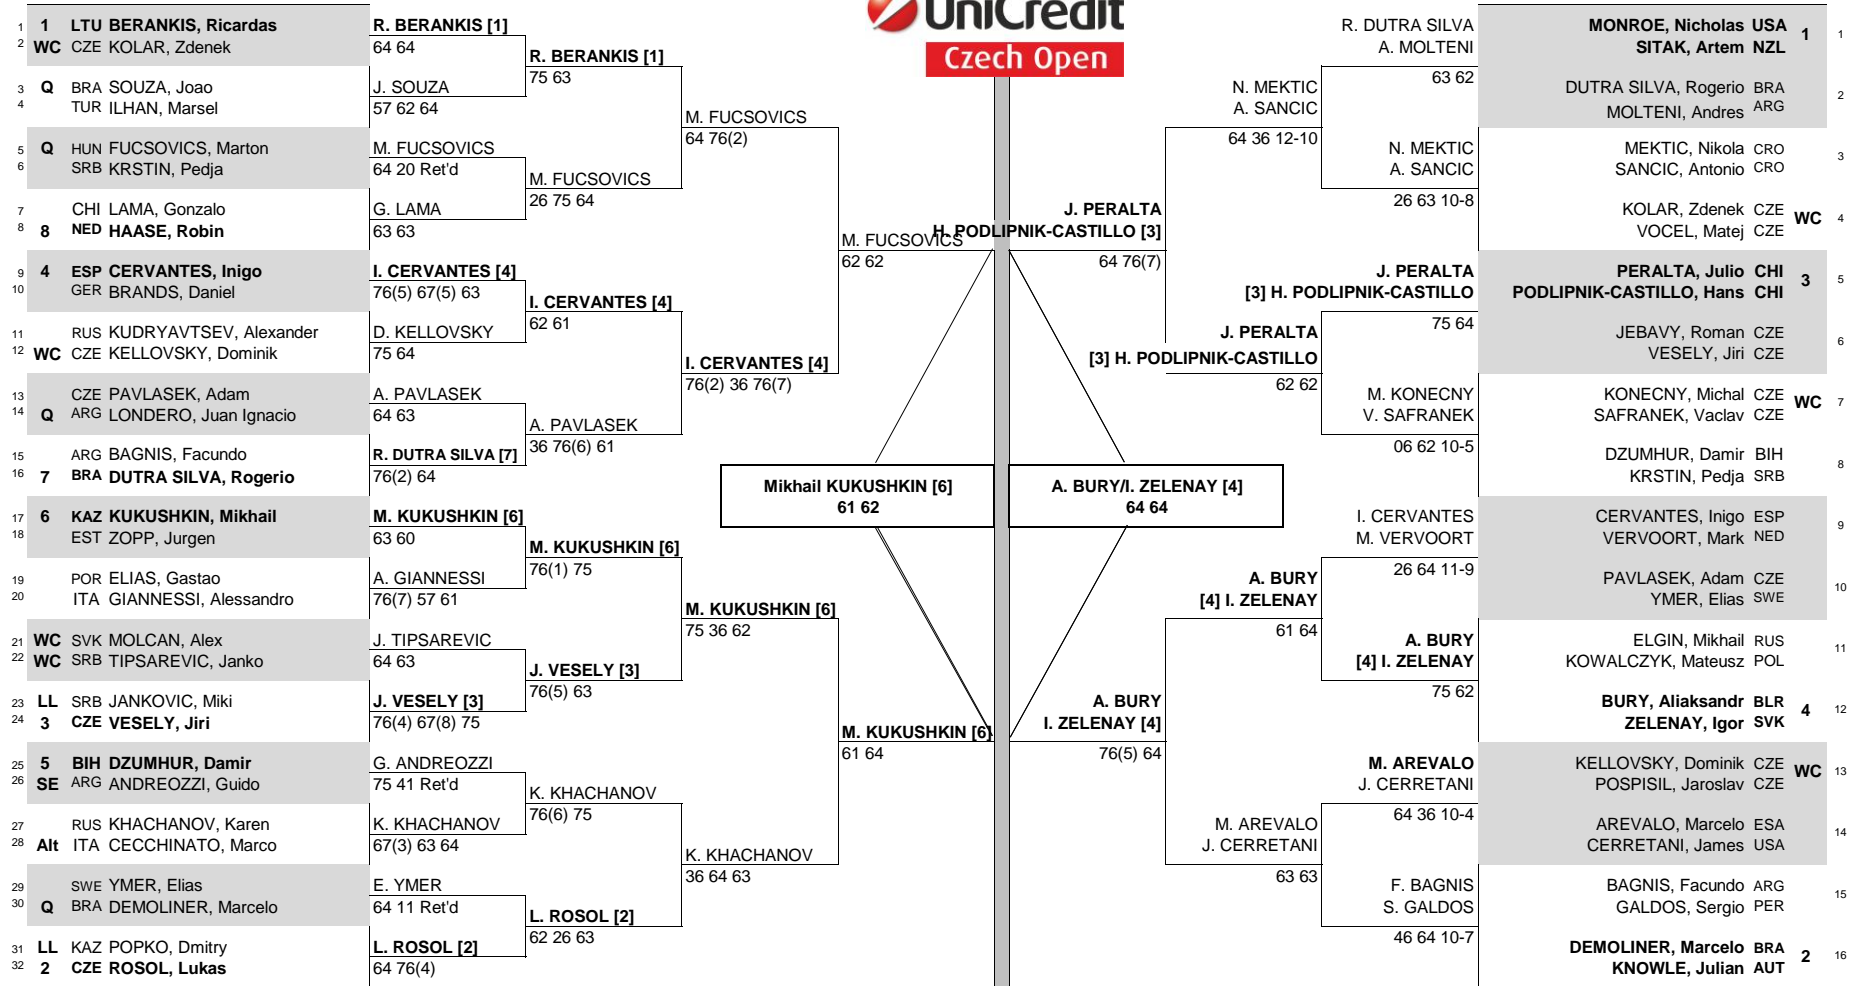 UniCredit
Czech Open
1 1 LTU BERANKIS, Ricardas
2 WC CZE KOLAR, Zdenek
3 Q BRA SOUZA, Joao
4 TUR ILHAN, Marsel
5 Q HUN FUCSOVICS, Marton
6 SRB KRSTIN, Pedja
7 CHI LAMA, Gonzalo
8 8 NED HAASE, Robin
9 4 ESP CERVANTES, Inigo
10 GER BRANDS, Daniel
11 RUS KUDRYAVTSEV, Alexander
12 WC CZE KELLOVSKY, Dominik
13 CZE PAVLASEK, Adam
14 Q ARG LONDERO, Juan Ignacio
15 ARG BAGNIS, Facundo
16 7 BRA DUTRA SILVA, Rogerio
17 6 KAZ KUKUSHKIN, Mikhail
18 EST ZOPP, Jurgen
19 POR ELIAS, Gastao
20 ITA GIANNESSI, Alessandro
21 WC SVK MOLCAN, Alex
22 WC SRB TIPSAREVIC, Janko
23 LL SRB JANKOVIC, Miki
24 3 CZE VESELY, Jiri
25 5 BIH DZUMHUR, Damir
26 SE ARG ANDREOZZI, Guido
27 RUS KHACHANOV, Karen
28 Alt ITA CECCHINATO, Marco
29 SWE YMER, Elias
30 Q BRA DEMOLINER, Marcelo
31 LL KAZ POPKO, Dmitry
32 2 CZE ROSOL, Lukas
R. BERANKIS [1]
64 64
J. SOUZA
57 62 64
M. FUCSOVICS
64 20 Ret'd
G. LAMA
63 63
I. CERVANTES [4]
76(5) 67(5) 63
D. KELLOVSKY
75 64
A. PAVLASEK
64 63
R. DUTRA SILVA [7]
76(2) 64
M. KUKUSHKIN [6]
63 60
A. GIANNESSI
76(7) 57 61
J. TIPSAREVIC
64 63
J. VESELY [3]
76(4) 67(8) 75
G. ANDREOZZI
75 41 Ret'd
K. KHACHANOV
67(3) 63 64
E. YMER
64 11 Ret'd
L. ROSOL [2]
64 76(4)
R. BERANKIS [1]
75 63
M. FUCSOVICS
26 75 64
I. CERVANTES [4]
62 61
A. PAVLASEK
36 76(6) 61
M. KUKUSHKIN [6]
76(1) 75
J. VESELY [3]
76(5) 63
K. KHACHANOV
76(6) 75
L. ROSOL [2]
62 26 63
M. FUCSOVICS
64 76(2)
I. CERVANTES [4]
76(2) 36 76(7)
M. KUKUSHKIN [6]
75 36 62
K. KHACHANOV
36 64 63
M. FUCSOVICS
62 62
M. KUKUSHKIN [6]
61 64
Mikhail KUKUSHKIN [6]
61 62
A. BURY/I. ZELENAY [4]
64 64
J. PERALTA
H. PODLIPNIK-CASTILLO [3]
64 76(7)
A. BURY
I. ZELENAY [4]
76(5) 64
N. MEKTIC
A. SANCIC
64 36 12-10
J. PERALTA
[3] H. PODLIPNIK-CASTILLO
62 62
A. BURY
[4] I. ZELENAY
61 64
M. AREVALO
J. CERRETANI
63 63
R. DUTRA SILVA
A. MOLTENI
63 62
N. MEKTIC
A. SANCIC
26 63 10-8
J. PERALTA
[3] H. PODLIPNIK-CASTILLO
75 64
M. KONECNY
V. SAFRANEK
06 62 10-5
I. CERVANTES
M. VERVOORT
26 64 11-9
A. BURY
[4] I. ZELENAY
75 62
M. AREVALO
J. CERRETANI
64 36 10-4
F. BAGNIS
S. GALDOS
46 64 10-7
MONROE, Nicholas USA 1 1
SITAK, Artem NZL
DUTRA SILVA, Rogerio BRA 2
MOLTENI, Andres ARG
MEKTIC, Nikola CRO 3
SANCIC, Antonio CRO
KOLAR, Zdenek CZE WC 4
VOCEL, Matej CZE
PERALTA, Julio CHI 3 5
PODLIPNIK-CASTILLO, Hans CHI
JEBAVY, Roman CZE 6
VESELY, Jiri CZE
KONECNY, Michal CZE WC 7
SAFRANEK, Vaclav CZE
DZUMHUR, Damir BIH 8
KRSTIN, Pedja SRB
CERVANTES, Inigo ESP 9
VERVOORT, Mark NED
PAVLASEK, Adam CZE 10
YMER, Elias SWE
ELGIN, Mikhail RUS 11
KOWALCZYK, Mateusz POL
BURY, Aliaksandr BLR 4 12
ZELENAY, Igor SVK
KELLOVSKY, Dominik CZE WC 13
POSPISIL, Jaroslav CZE
AREVALO, Marcelo ESA 14
CERRETANI, James USA
BAGNIS, Facundo ARG 15
GALDOS, Sergio PER
DEMOLINER, Marcelo BRA 2 16
KNOWLE, Julian AUT